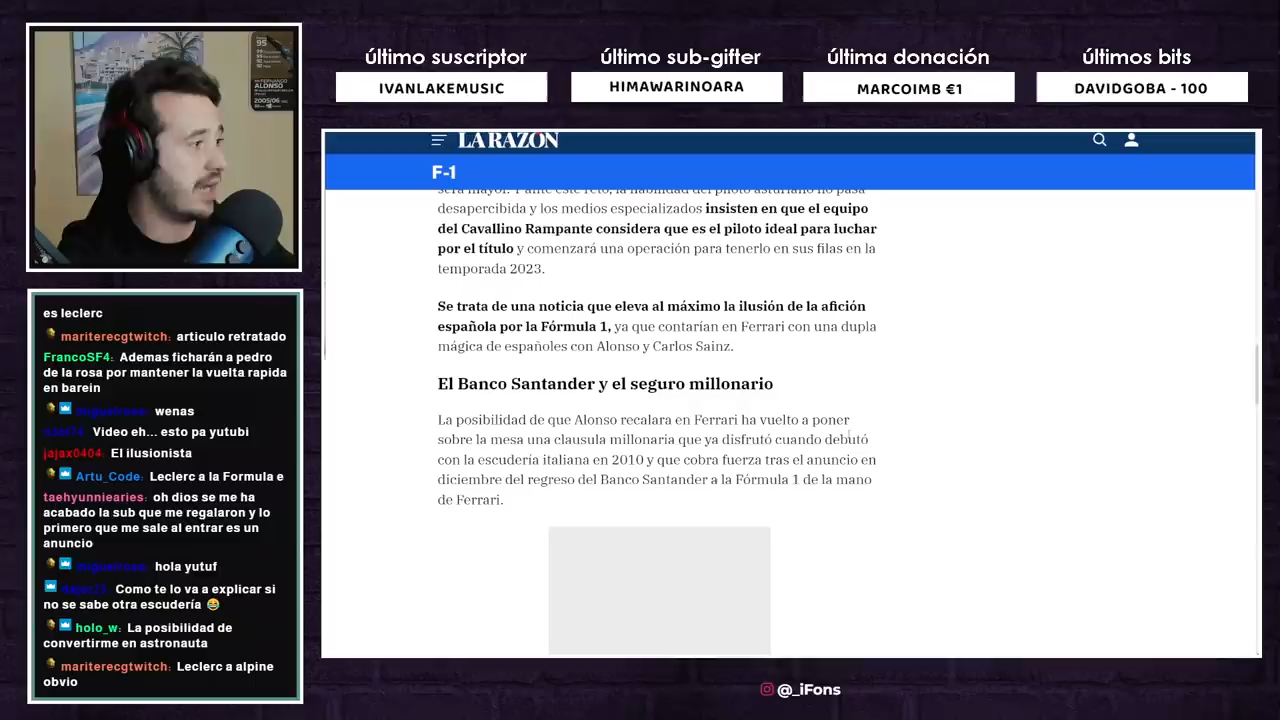 último suscriptor
IVANLAKEMUSIC
último sub-gifter
HIMAWARINOARA
última donación
MARCOIMB €1
últimos bits
DAVIDGOBA - 100
95
FERNANDO
ALONSO
2005/06
LA RAZÓN
F-1
desapercibida y los medios especializados insisten en que el equipo
del Cavallino Rampante considera que es el piloto ideal para luchar
por el título y comenzará una operación para tenerlo en sus filas en la
temporada 2023.
Se trata de una noticia que eleva al máximo la ilusión de la afición
española por la Fórmula 1, ya que contarían en Ferrari con una dupla
mágica de españoles con Alonso y Carlos Sainz.
El Banco Santander y el seguro millonario
La posibilidad de que Alonso recalara en Ferrari ha vuelto a poner
sobre la mesa una clausula millonaria que ya disfrutó cuando debutó
con la escudería italiana en 2010 y que cobra fuerza tras el anuncio en
diciembre del regreso del Banco Santander a la Fórmula 1 de la mano
de Ferrari.
es leclerc
mariterecgtwitch: articulo retratado
FrancoSF4: Ademas ficharán a pedro
de la rosa por mantener la vuelta rapida
en barein
wenas
Video eh... esto pa yutubi
jajax0404: El ilusionista
Artu_Code: Leclerc a la Formula e
taehyunniearies: oh dios se me ha
acabado la sub que me regalaron y lo
primero que me sale al entrar es un
anuncio
hola yutuf
Como te lo va a explicar si
no se sabe otra escudería 😂
holo_w: La posibilidad de
convertirme en astronauta
mariterecgtwitch: Leclerc a alpine
obvio
@_iFons